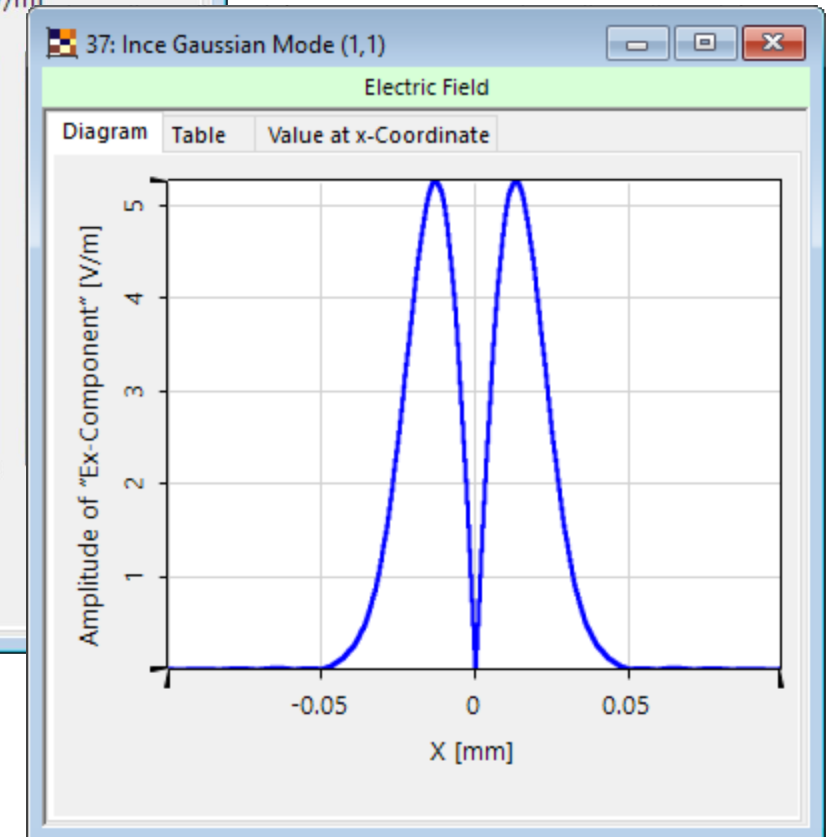 37: Ince Gaussian Mode (1,1)
Electric Field
Diagram Table Value at x-Coordinate
Amplitude of "Ex-Component" [V/m]
5
4
3
2
1
-0.05 0 0.05
X [mm]